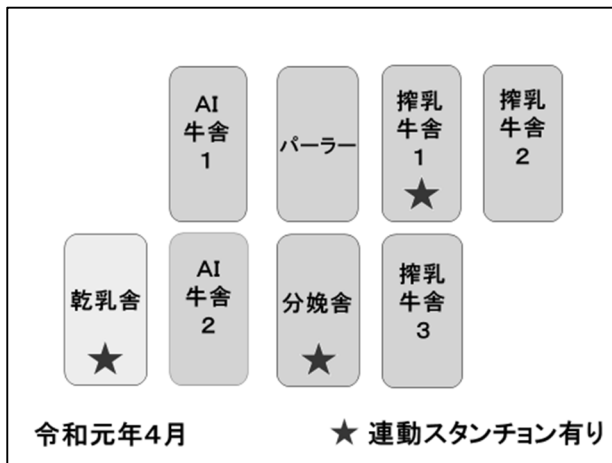 AI
牛舎
1
パーラー
搾乳
牛舎
1
★
搾乳
牛舎
2
乾乳舎
★
AI
牛舎
2
分娩舎
★
搾乳
牛舎
3
令和元年4月
★ 連動スタンチョン有り